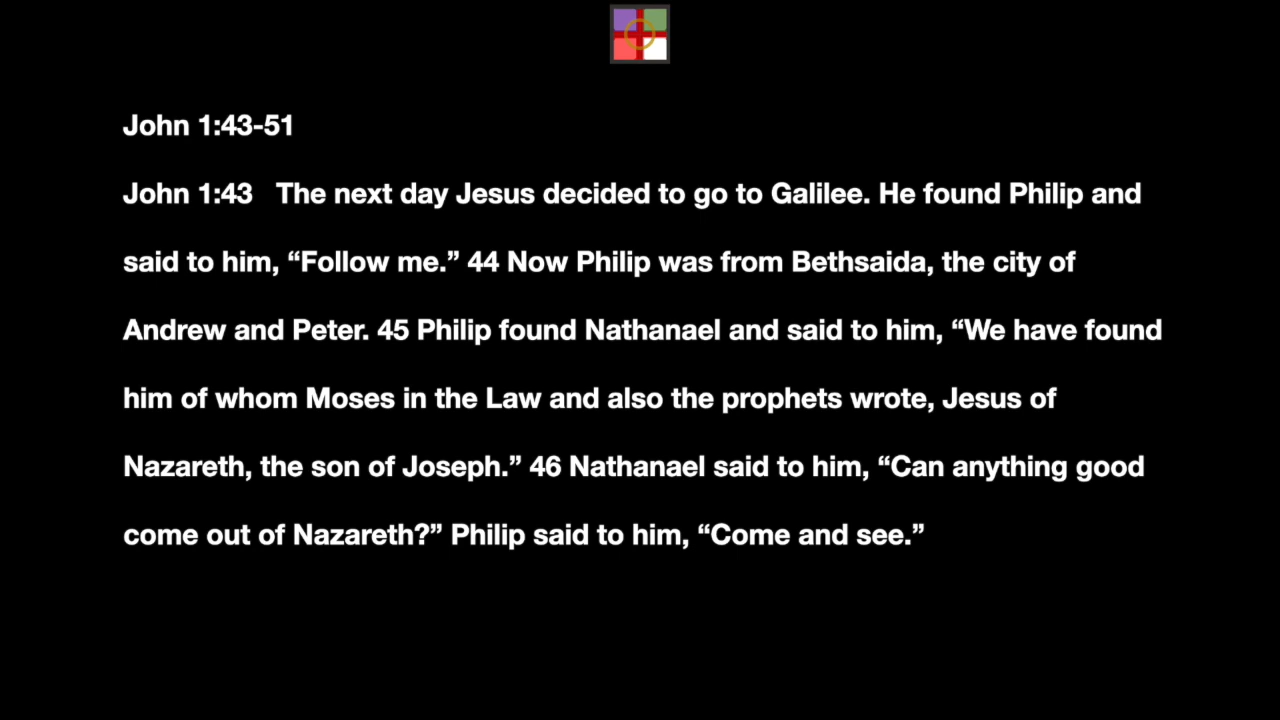 John 1:43-51
John 1:43   The next day Jesus decided to go to Galilee. He found Philip and
said to him, “Follow me.” 44 Now Philip was from Bethsaida, the city of
Andrew and Peter. 45 Philip found Nathanael and said to him, “We have found
him of whom Moses in the Law and also the prophets wrote, Jesus of
Nazareth, the son of Joseph.” 46 Nathanael said to him, “Can anything good
come out of Nazareth?” Philip said to him, “Come and see.”